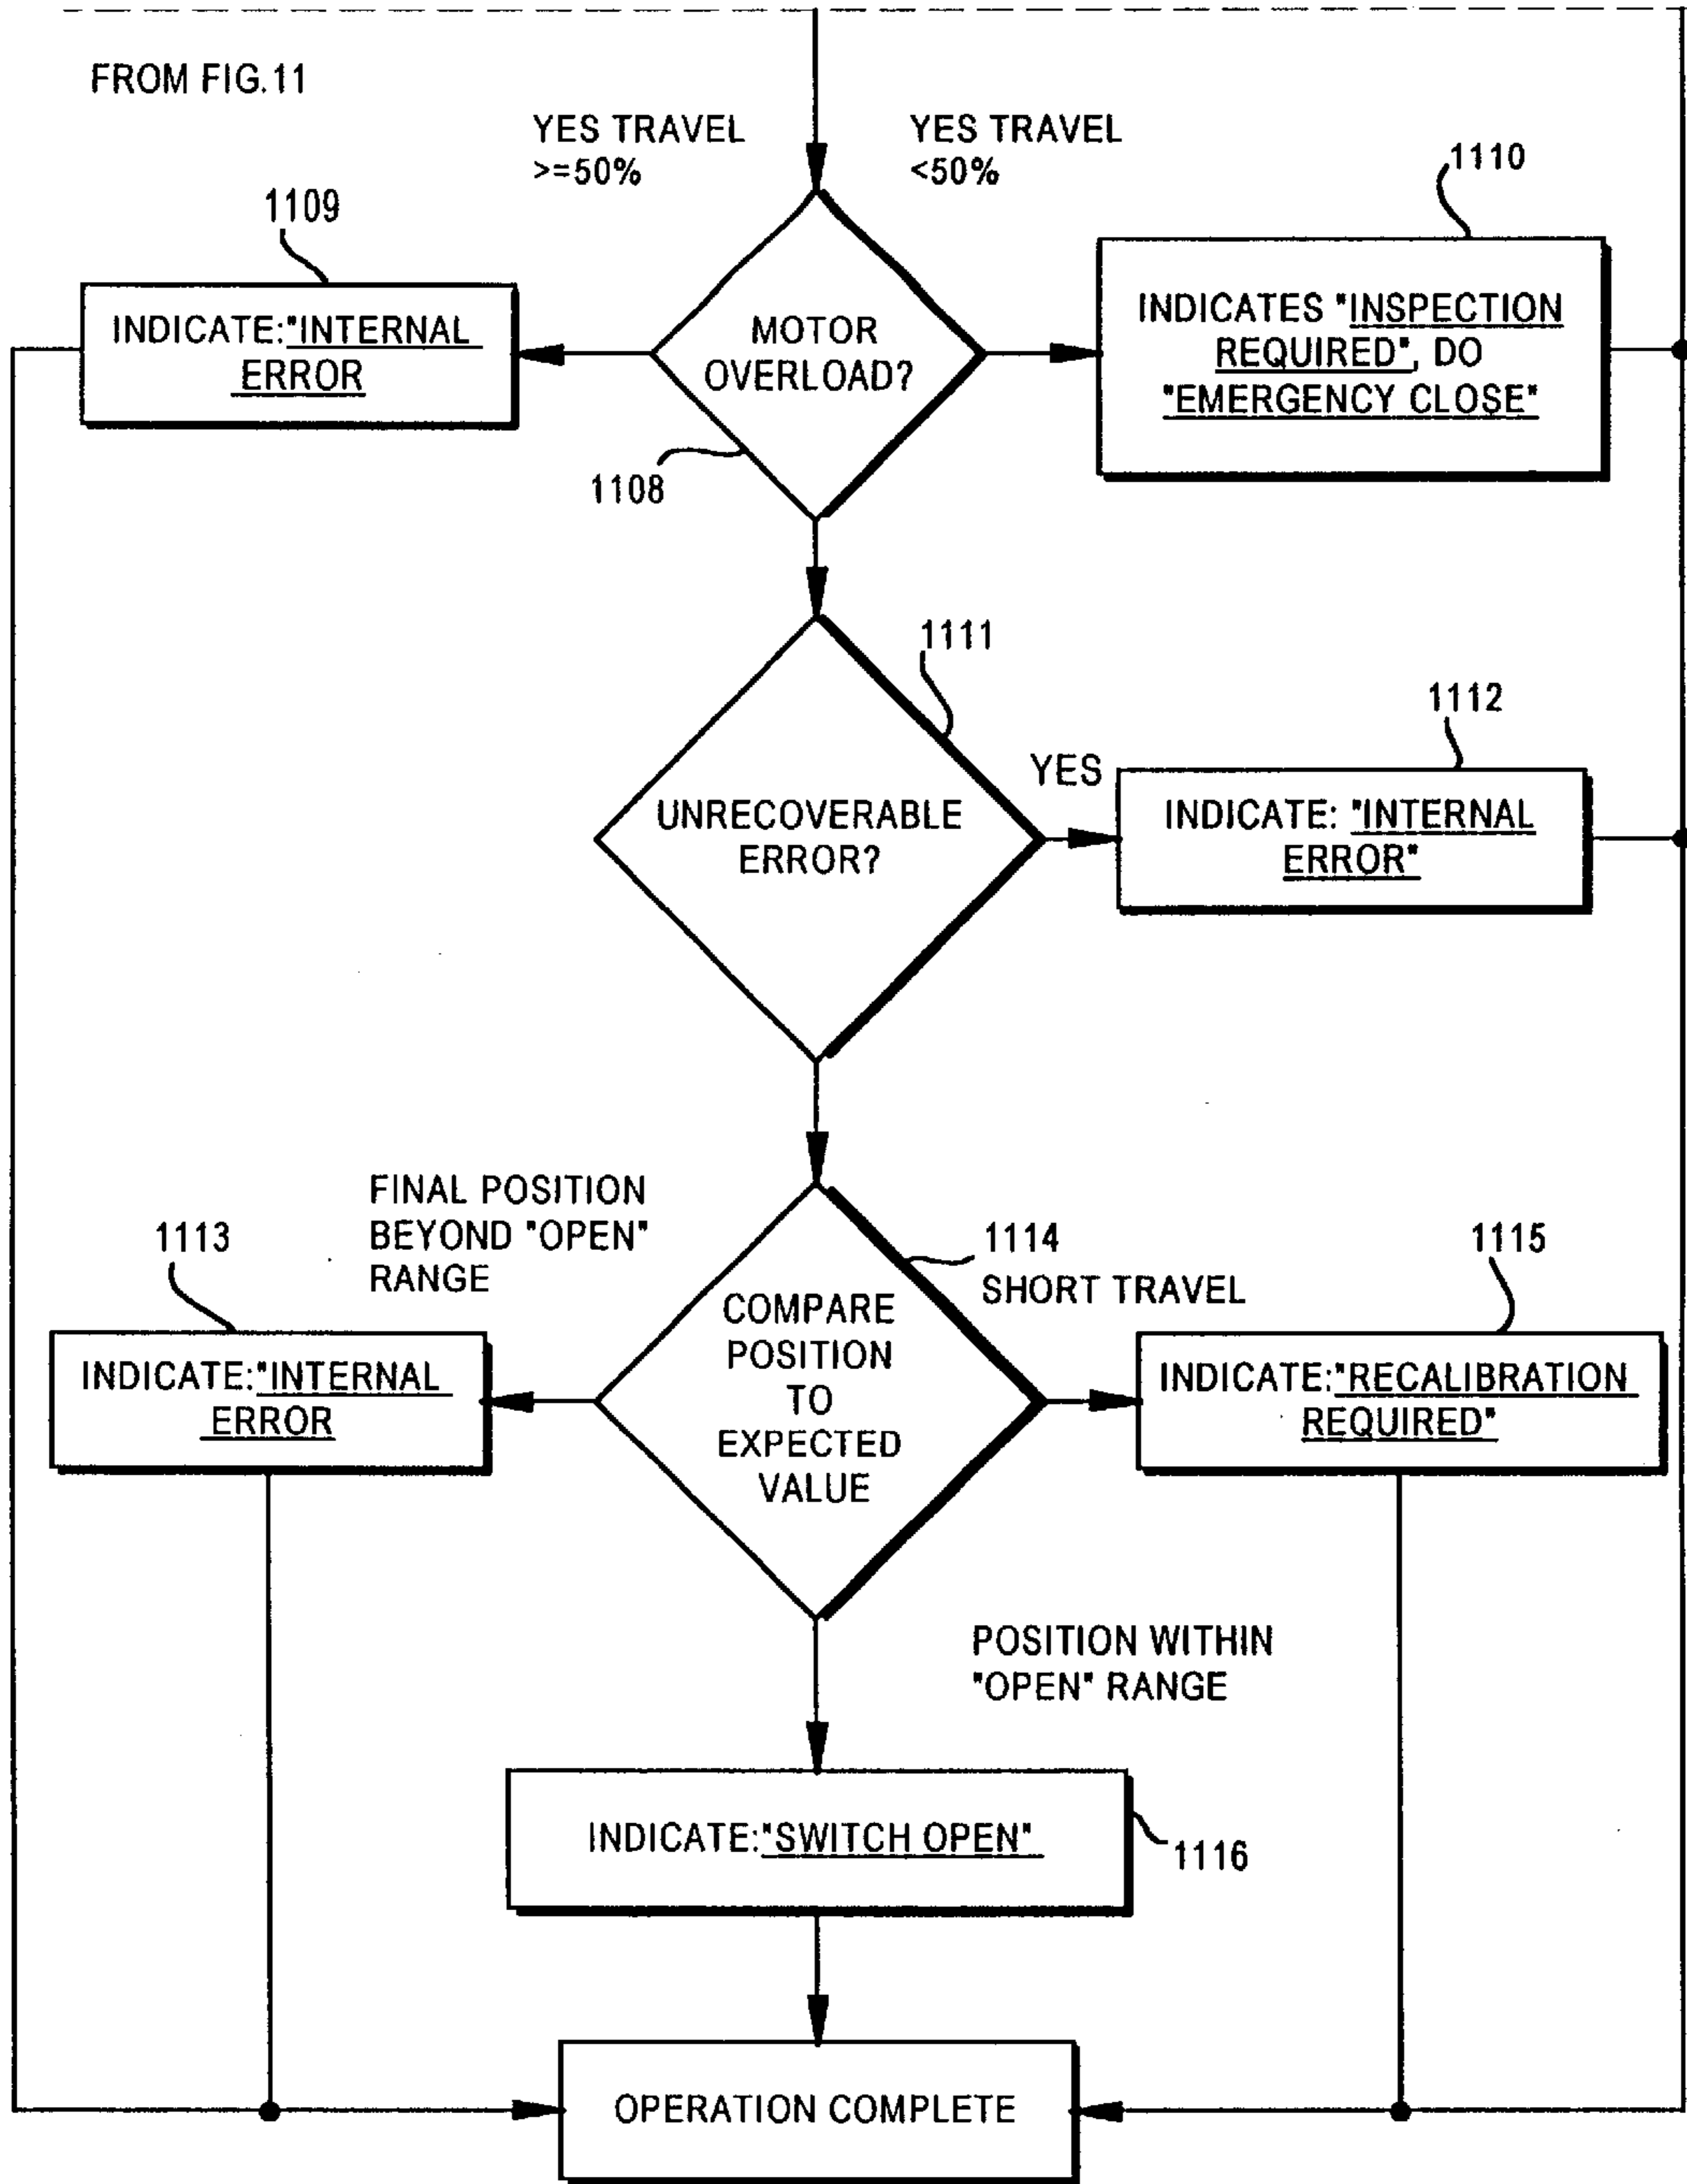 FROM FIG.11
YES TRAVEL
>=50%
YES TRAVEL
<50%
1109
1110
INDICATE:"INTERNAL
ERROR
MOTOR
OVERLOAD?
INDICATES "INSPECTION
REQUIRED", DO
"EMERGENCY CLOSE"
1108
1111
1112
YES
UNRECOVERABLE
ERROR?
INDICATE: "INTERNAL
ERROR"
FINAL POSITION
BEYOND "OPEN"
RANGE
1113
1114
SHORT TRAVEL
1115
INDICATE:"INTERNAL
ERROR
COMPARE
POSITION
TO
EXPECTED
VALUE
INDICATE:"RECALIBRATION
REQUIRED"
POSITION WITHIN
"OPEN" RANGE
INDICATE:"SWITCH OPEN"
1116
OPERATION COMPLETE